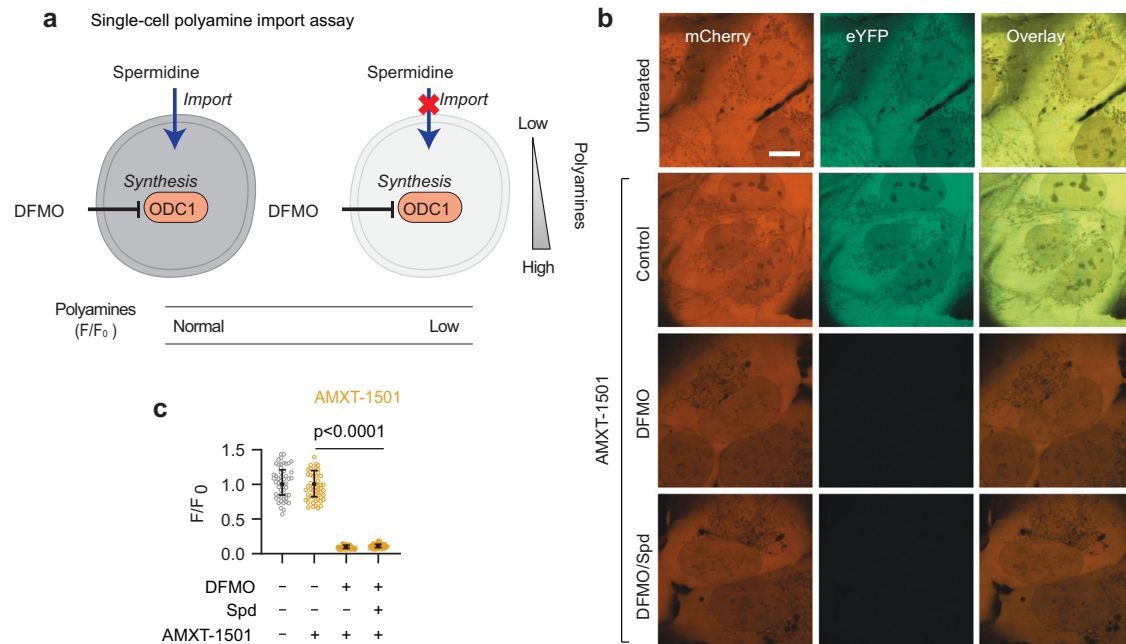 a Single-cell polyamine import assay
Spermidine Spermidine
Import Import
Synthesis Synthesis
DFMO ODC1 DFMO ODC1
Low
High
Polyamines
Polyamines
(F/F₀ )
Normal Low
b
mCherry eYFP Overlay
Untreated
Control
DFMO
DFMO/Spd
AMXT-1501
c
AMXT-1501
p<0.0001
F/F₀
1.5
1.0
0.5
0.0
DFMO – – + +
Spd +
AMXT-1501 – + + +